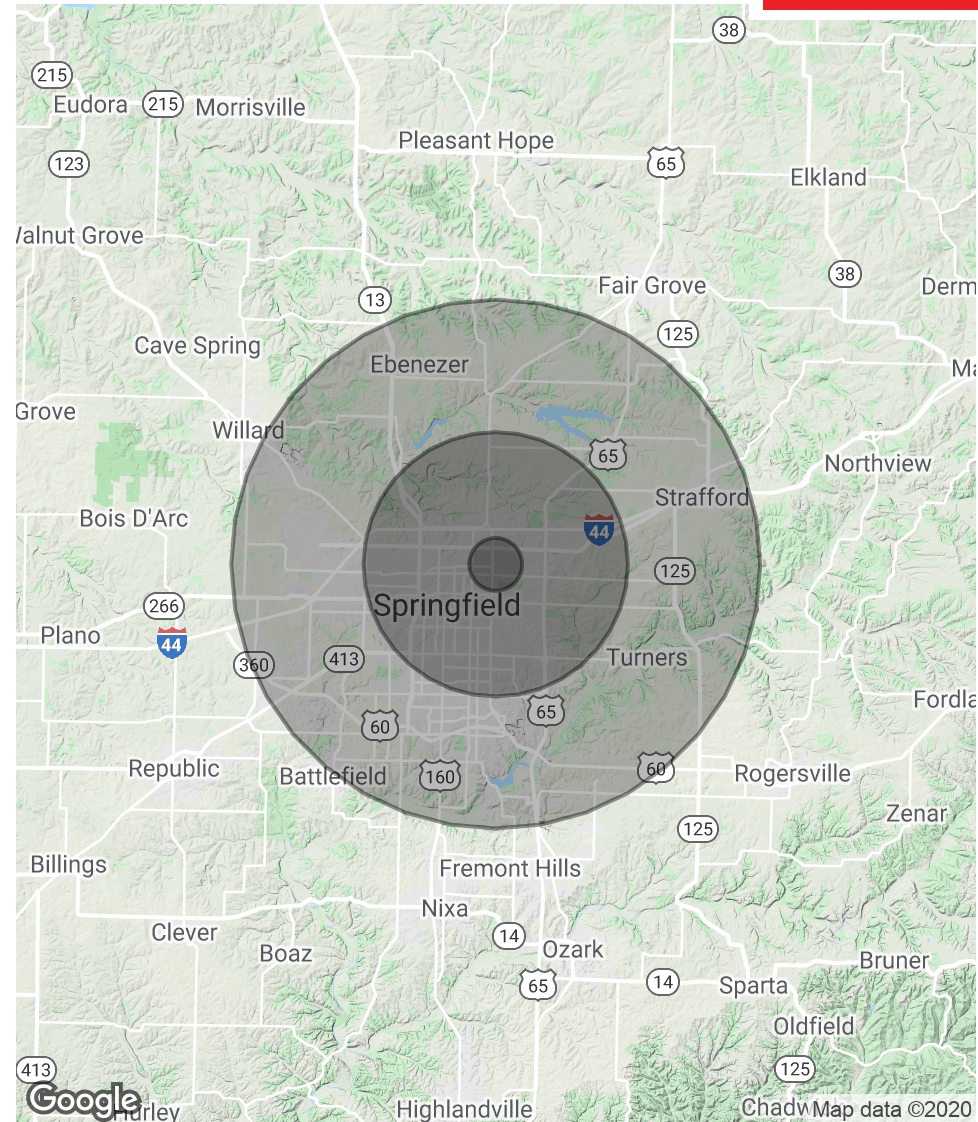 38
215
Eudora
215
Morrisville
Pleasant Hope
123
65
Elkland
Walnut Grove
38
Fair Grove
Derm
13
125
Cave Spring
Ebenezer
Ma
Grove
Willard
65
Northview
Strafford
Bois D'Arc
44
125
266
Springfield
Plano
44
360
413
Turners
Fordla
65
60
Republic
Battlefield
160
60
Rogersville
Zenar
125
Billings
Fremont Hills
Nixa
Clever
14
Boaz
Ozark
Bruner
65
14
Sparta
Oldfield
413
125
Google
Hurley
Highlandville
Chadw
Map data ©2020